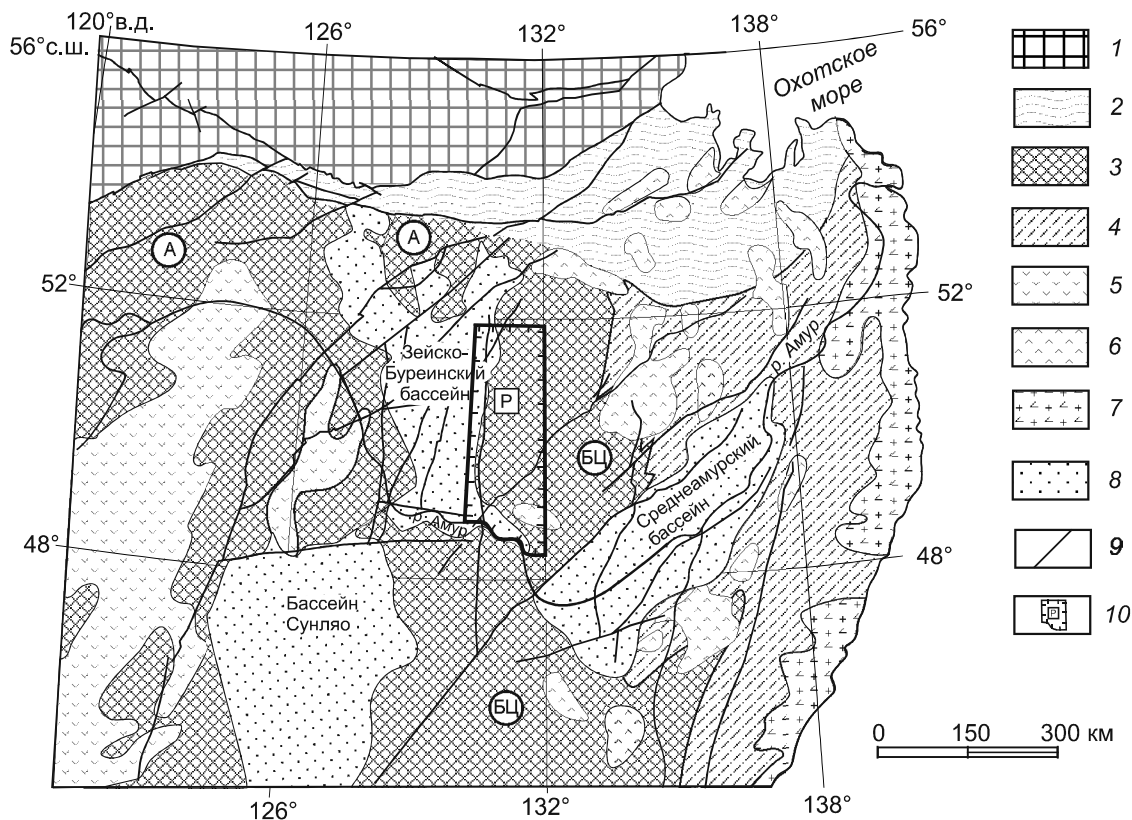 120°в.д.
56°с.ш.
126°
132°
138°
56°
Охотское
море
1
2
3
4
5
6
7
8
9
10
А
А
52°
52°
Зейско-
Буреинский
бассейн
Р
р. Амур
БЦ
Среднеамурский
бассейн
р. Амур
48°
48°
Бассейн
Сунляо
БЦ
Р
0 150 300 км
126°
132°
138°